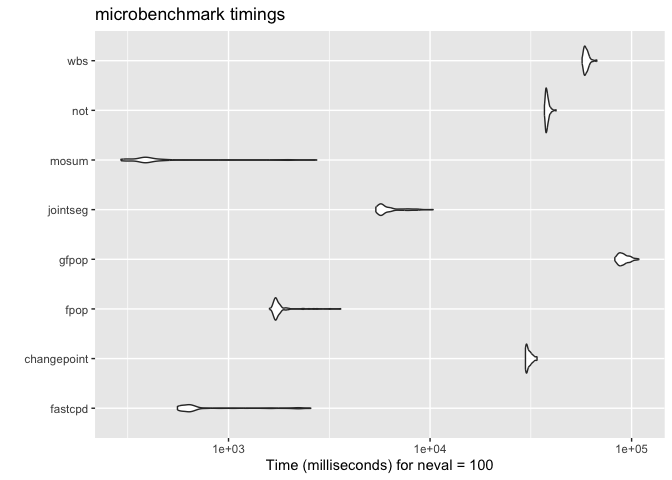 microbenchmark timings
wbs
not
mosum
jointseg
gfpop
fpop
changepoint
fastcpd
1e+03 1e+04 1e+05
Time (milliseconds) for neval = 100